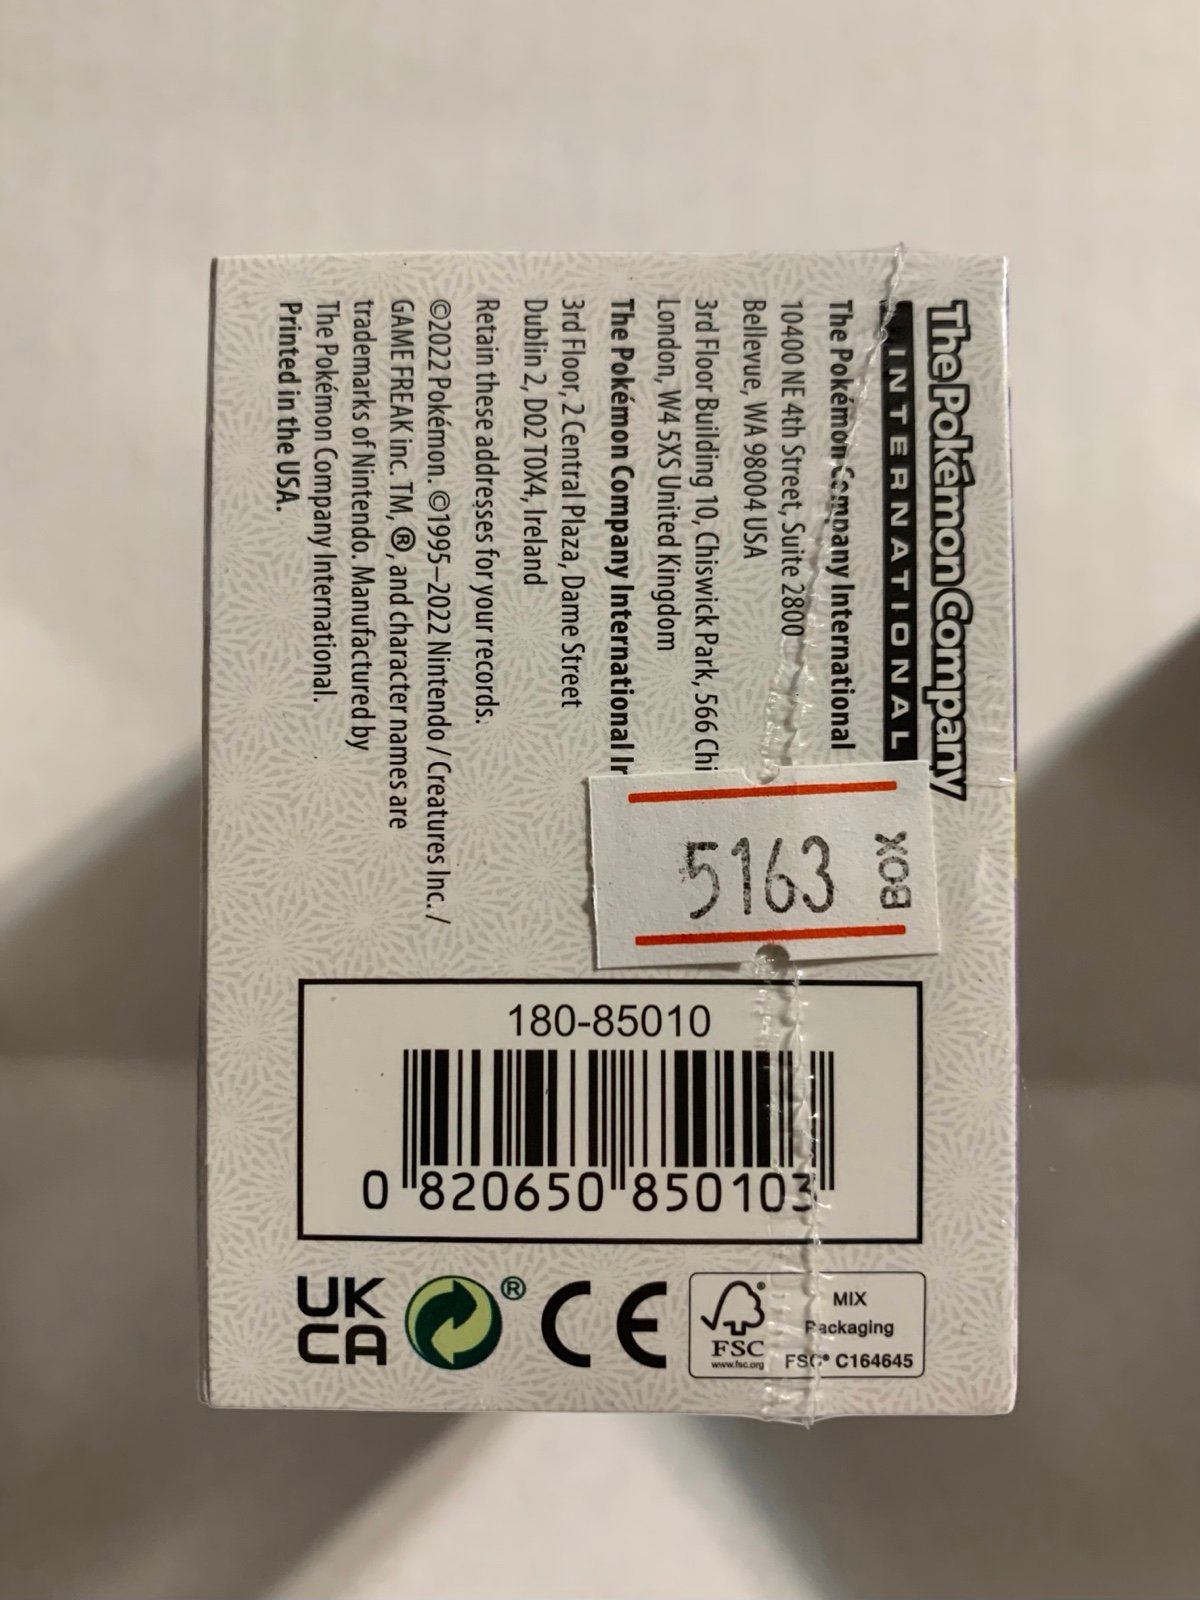 The Pokémon Company
INTERNATIONAL
The Pokémon Company International
10400 NE 4th Street, Suite 2800
Bellevue, WA 98004 USA
3rd Floor Building 10, Chiswick Park, 566 Chi
London, W4 5XS United Kingdom
The Pokémon Company International Ir
3rd Floor, 2 Central Plaza, Dame Street
Dublin 2, D02 T0X4, Ireland
Retain these addresses for your records.
©2022 Pokémon. ©1995–2022 Nintendo / Creatures Inc. /
GAME FREAK inc. TM, ®, and character names are
trademarks of Nintendo. Manufactured by
The Pokémon Company International.
Printed in the USA.
5163
BOX
180-85010
0 820650 850103
UK
CA
®
CE
FSC
www.fsc.org
MIX
Packaging
FSC® C164645